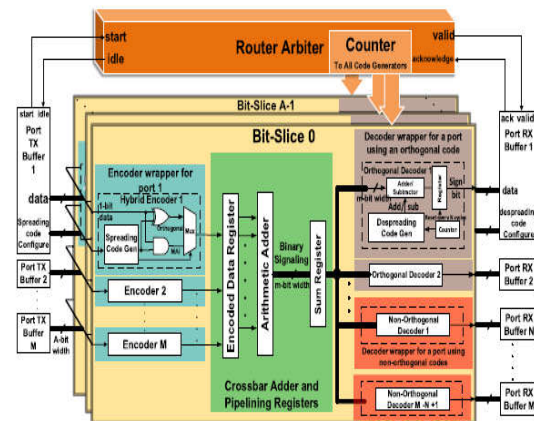 start
idle
Router Arbiter
Counter
To All Code Generators
valid
acknowledge
start idle
Port
TX
Buffer
1
data
Spreading
code
Configure
Port TX
Buffer 2
Port TX
Buffer
M
A-bit
width
Bit-Slice A-1
Bit-Slice 0
Encoder wrapper for
port 1
Hybrid Encoder 1
1-bit
data
Orthogonal
Mux
Spreading
Code Gen
MAI
Encoder 2
Encoder M
Encoded Data Register
Arithmetic Adder
Binary
Signaling
m-bit width
Sum Register
Crossbar Adder and
Pipelining Registers
Decoder wrapper for a port
using an orthogonal code
Orthogonal Decoder 1
m-bit
width
Adder/
Subtractor
Register
Sign
bit
Add/ sub
Despreading
Code Gen
Counter
Orthogonal Decoder 2
Non-Orthogonal
Decoder 1
Decoder wrapper for a port using
non-orthogonal codes
Non-Orthogonal
Decoder M -N +1
ack valid
Port RX
Buffer 1
data
despreading
code
Configure
Port RX
Buffer 2
Port RX
Buffer N
Port RX
Buffer M